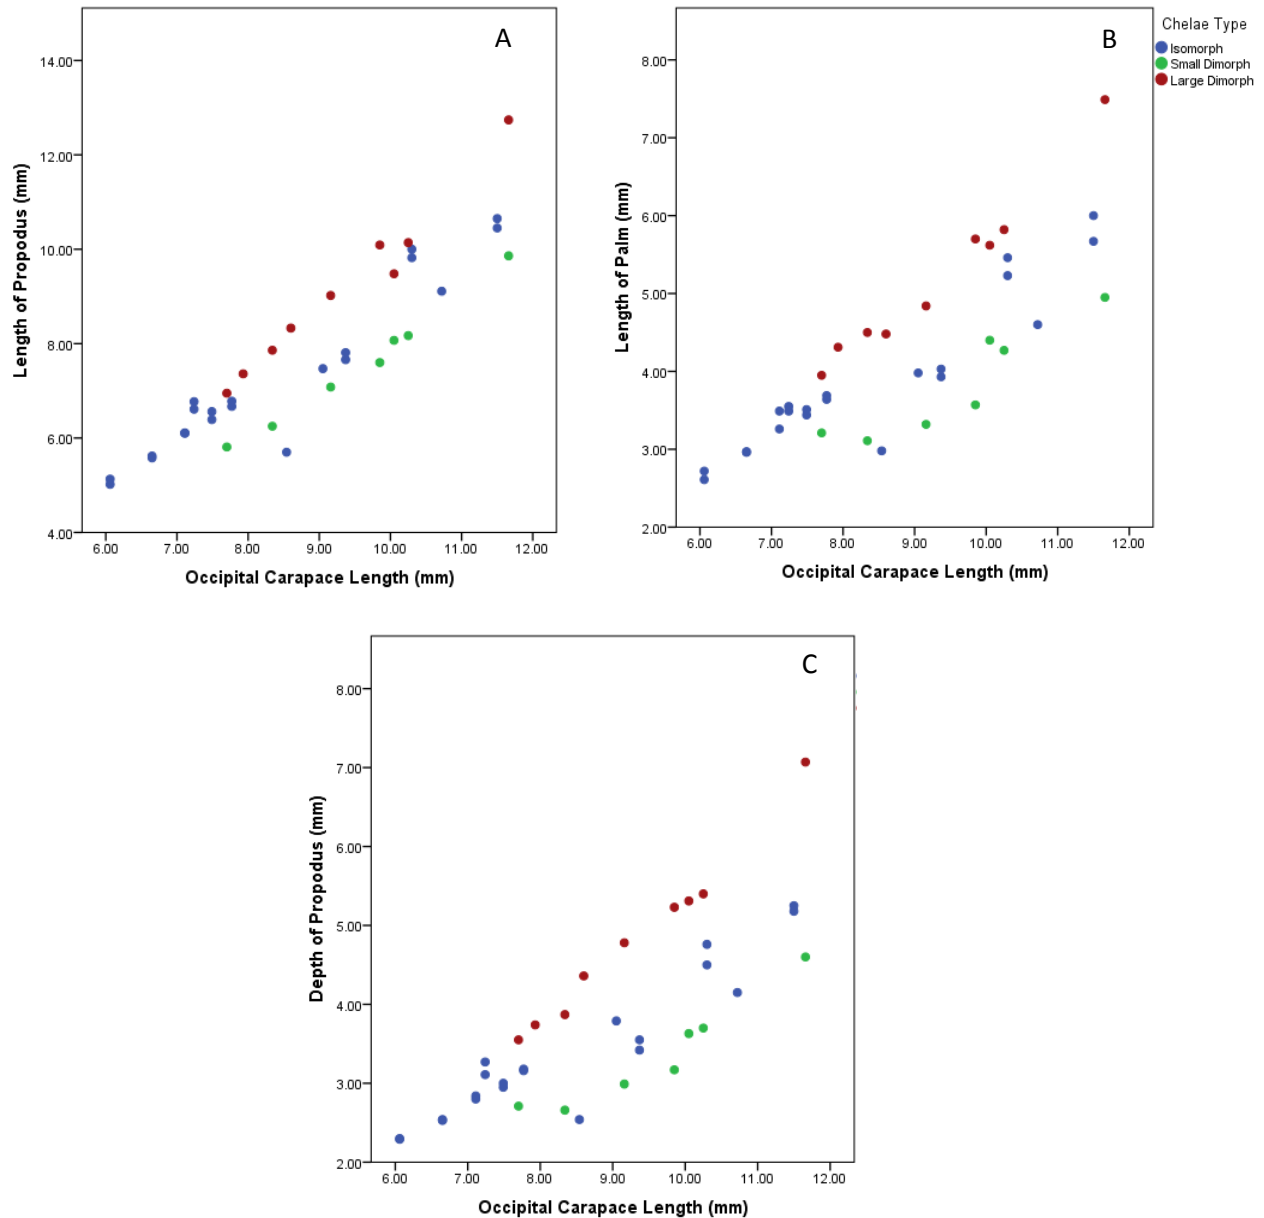 A
14.00
12.00
10.00
8.00
6.00
4.00
6.00 7.00 8.00 9.00 10.00 11.00 12.00
Length of Propodus (mm)
Occipital Carapace Length (mm)
B
8.00
7.00
6.00
5.00
4.00
3.00
2.00
6.00 7.00 8.00 9.00 10.00 11.00 12.00
Length of Palm (mm)
Occipital Carapace Length (mm)
Chelae Type
Isomorph
Small Dimorph
Large Dimorph
C
8.00
7.00
6.00
5.00
4.00
3.00
2.00
6.00 7.00 8.00 9.00 10.00 11.00 12.00
Depth of Propodus (mm)
Occipital Carapace Length (mm)